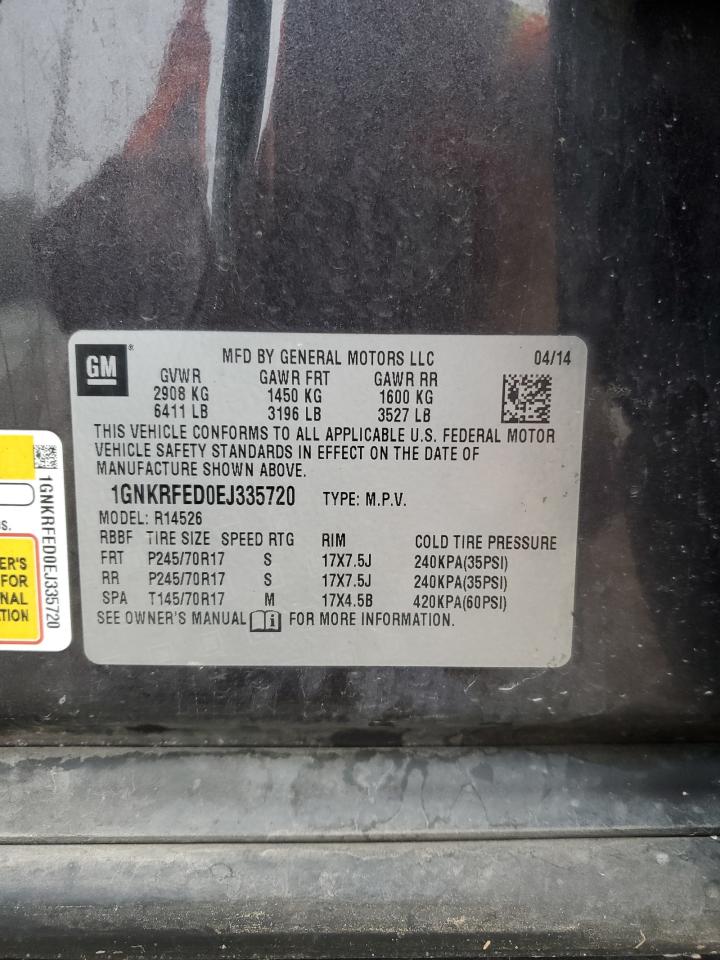 GM
®
MFD BY GENERAL MOTORS LLC 04/14
GVWR GAWR FRT GAWR RR
2908 KG 1450 KG 1600 KG
6411 LB 3196 LB 3527 LB
THIS VEHICLE CONFORMS TO ALL APPLICABLE U.S. FEDERAL MOTOR
VEHICLE SAFETY STANDARDS IN EFFECT ON THE DATE OF
MANUFACTURE SHOWN ABOVE.
1GNKRFED0EJ335720 TYPE: M.P.V.
MODEL: R14526
RBBF TIRE SIZE SPEED RTG RIM COLD TIRE PRESSURE
FRT P245/70R17 S 17X7.5J 240KPA(35PSI)
RR P245/70R17 S 17X7.5J 240KPA(35PSI)
SPA T145/70R17 M 17X4.5B 420KPA(60PSI)
SEE OWNER'S MANUAL i FOR MORE INFORMATION.
1GNKRFED0EJ335720
S.
ER'S
FOR
NAL
TION